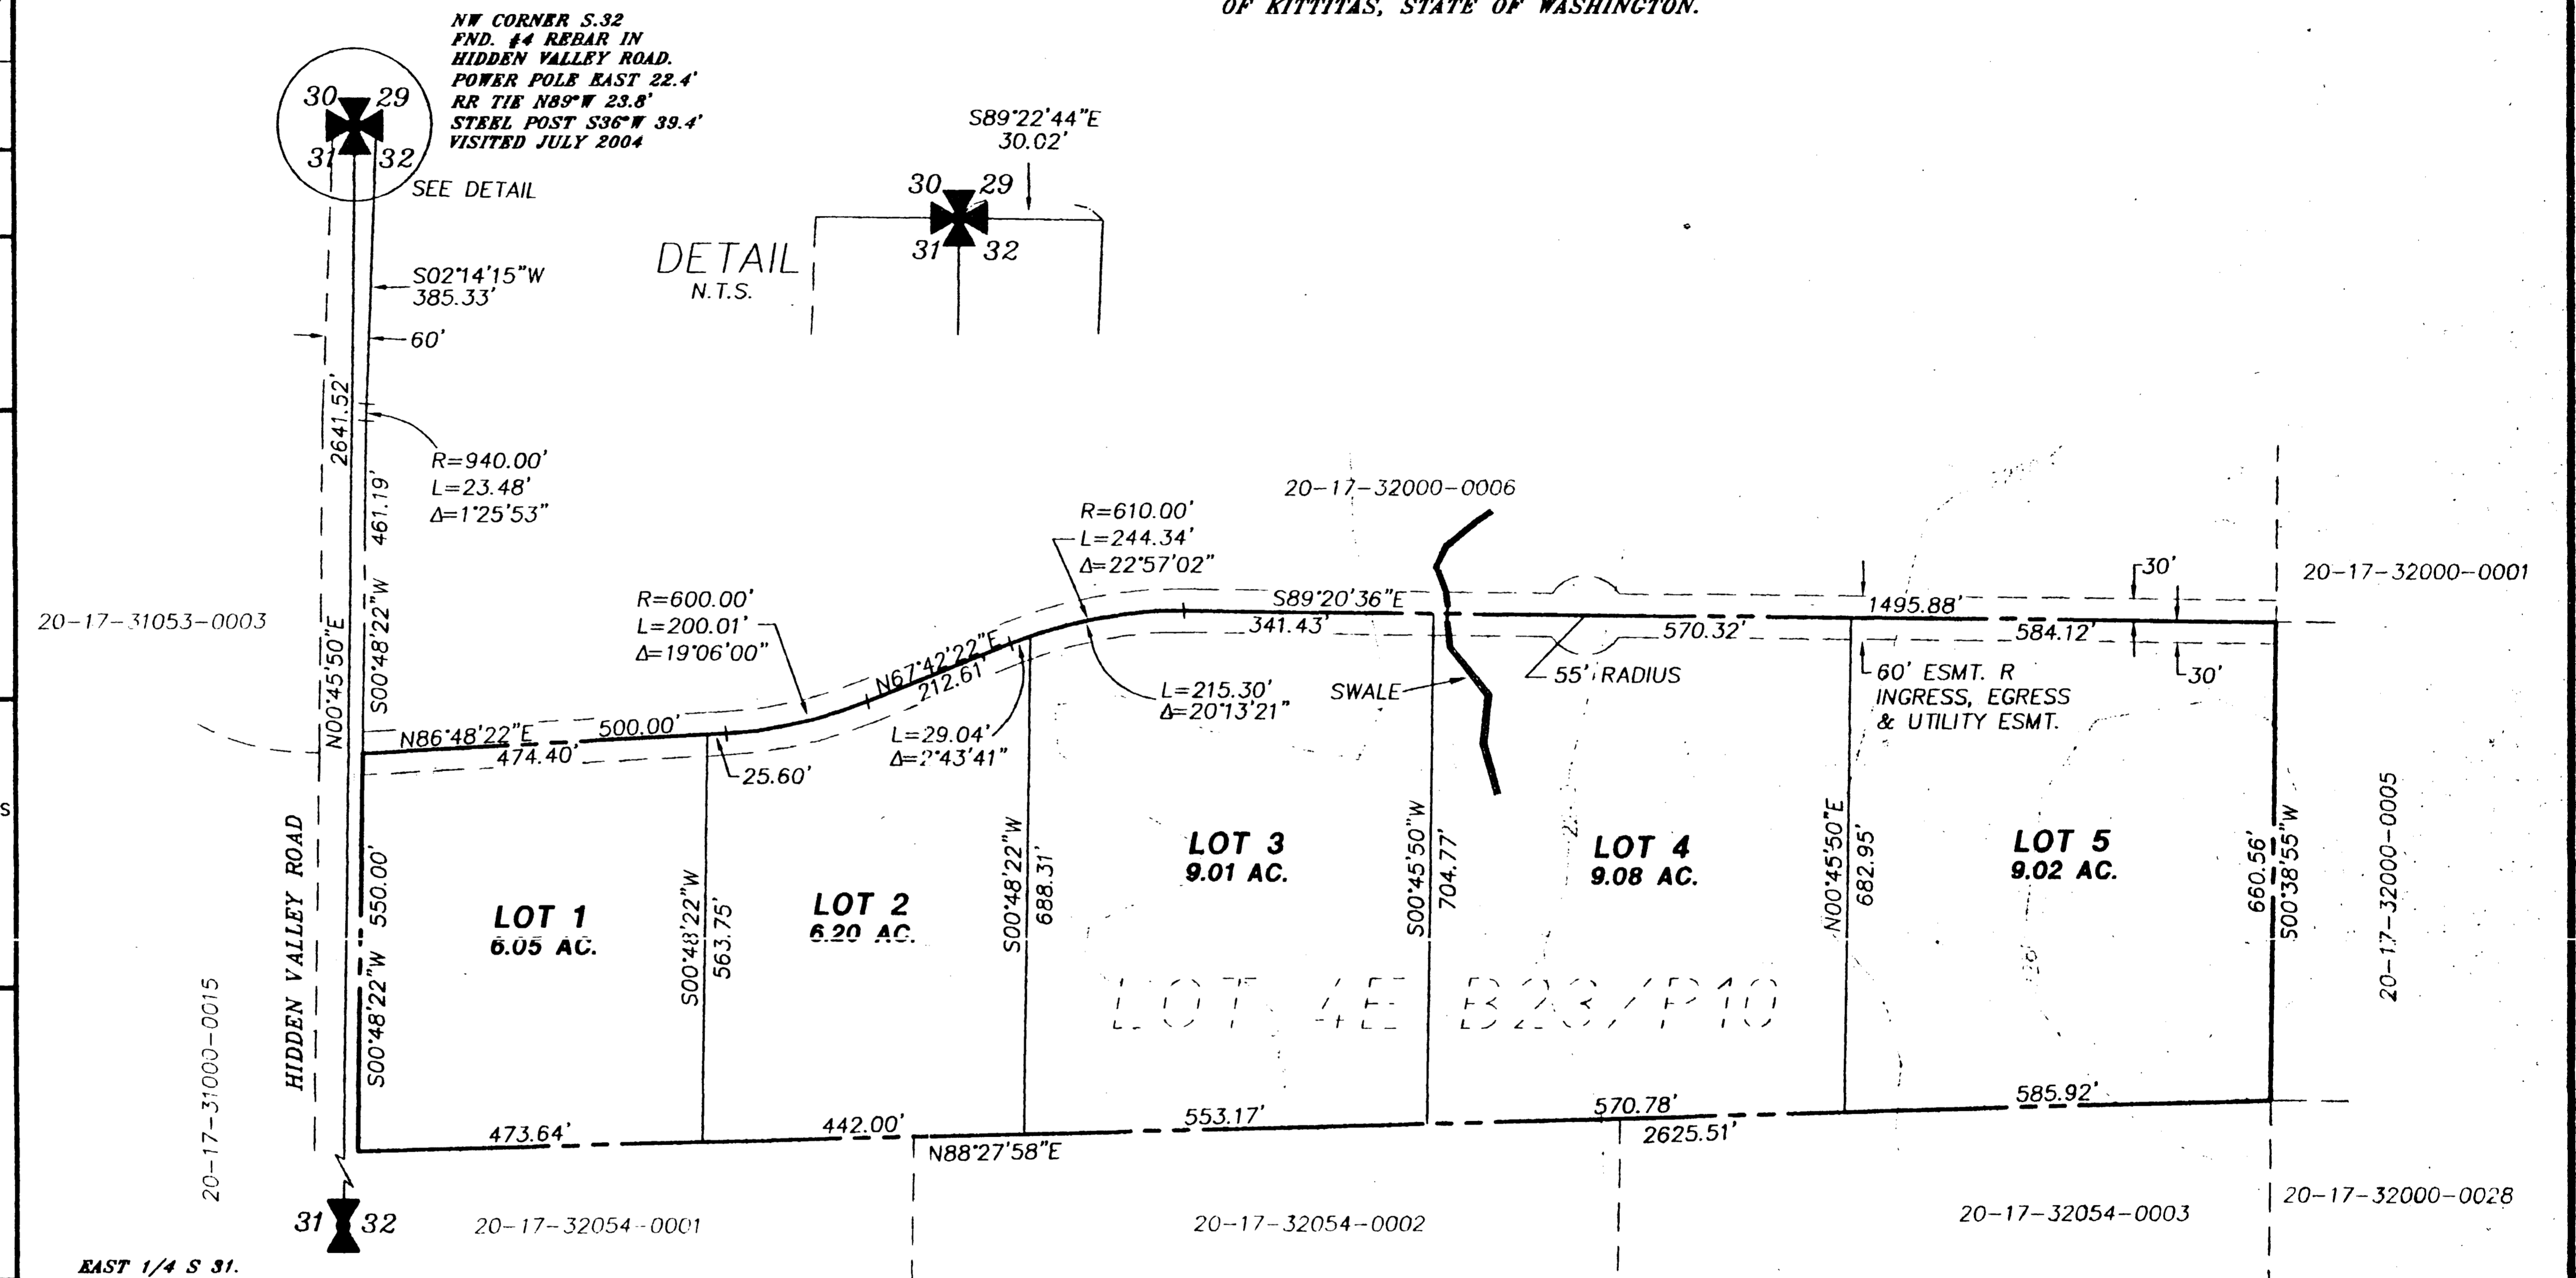 OF KITTITAS, STATE OF WASHINGTON.
NW CORNER S.32
FND. #4 REBAR IN
HIDDEN VALLEY ROAD.
POWER POLE EAST 22.4'
RR TIE N89°W 23.8'
STEEL POST S36°W 39.4'
VISITED JULY 2004
30 29
31 32
SEE DETAIL
S89°22'44"E
30.02'
30 29
31 32
DETAIL
N.T.S.
S02°14'15"W
385.33'
60'
2641.52'
N00°45'50"E
R=940.00'
L=23.48'
Δ=1°25'53"
461.19'
S00°48'22"W
20-17-32000-0006
R=610.00'
L=244.34'
Δ=22°57'02"
R=600.00'
L=200.01'
Δ=19°06'00"
20-17-31053-0003
S89°20'36"E
1495.88'
30'
20-17-32000-0001
341.43'
570.32'
584.12'
N67°42'22"E
212.61'
L=215.30'
Δ=20°13'21"
SWALE
55' RADIUS
60' ESMT. R
INGRESS, EGRESS
& UTILITY ESMT.
30'
N86°48'22"E
500.00'
474.40'
25.60'
L=29.04'
Δ=2°43'41"
HIDDEN VALLEY ROAD
S00°48'22"W 550.00'
LOT 1
6.05 AC.
S00°48'22"W
563.75'
LOT 2
6.20 AC.
S00°48'22"W
688.31'
LOT 3
9.01 AC.
S00°45'50"W
704.77'
LOT 4
9.08 AC.
N00°45'50"E
682.95'
LOT 5
9.02 AC.
660.56'
S00°38'55"W
20-17-32000-0005
20-17-31000-0015
LOT 4E B23/P10
473.64'
442.00'
N88°27'58"E
553.17'
570.78'
2625.51'
585.92'
31 32
20-17-32054-0001
20-17-32054-0002
20-17-32054-0003
20-17-32000-0028
EAST 1/4 S 31.
S